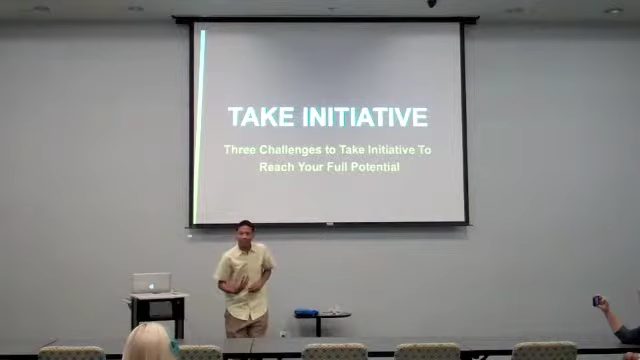 TAKE INITIATIVE
Three Challenges to Take Initiative To
Reach Your Full Potential